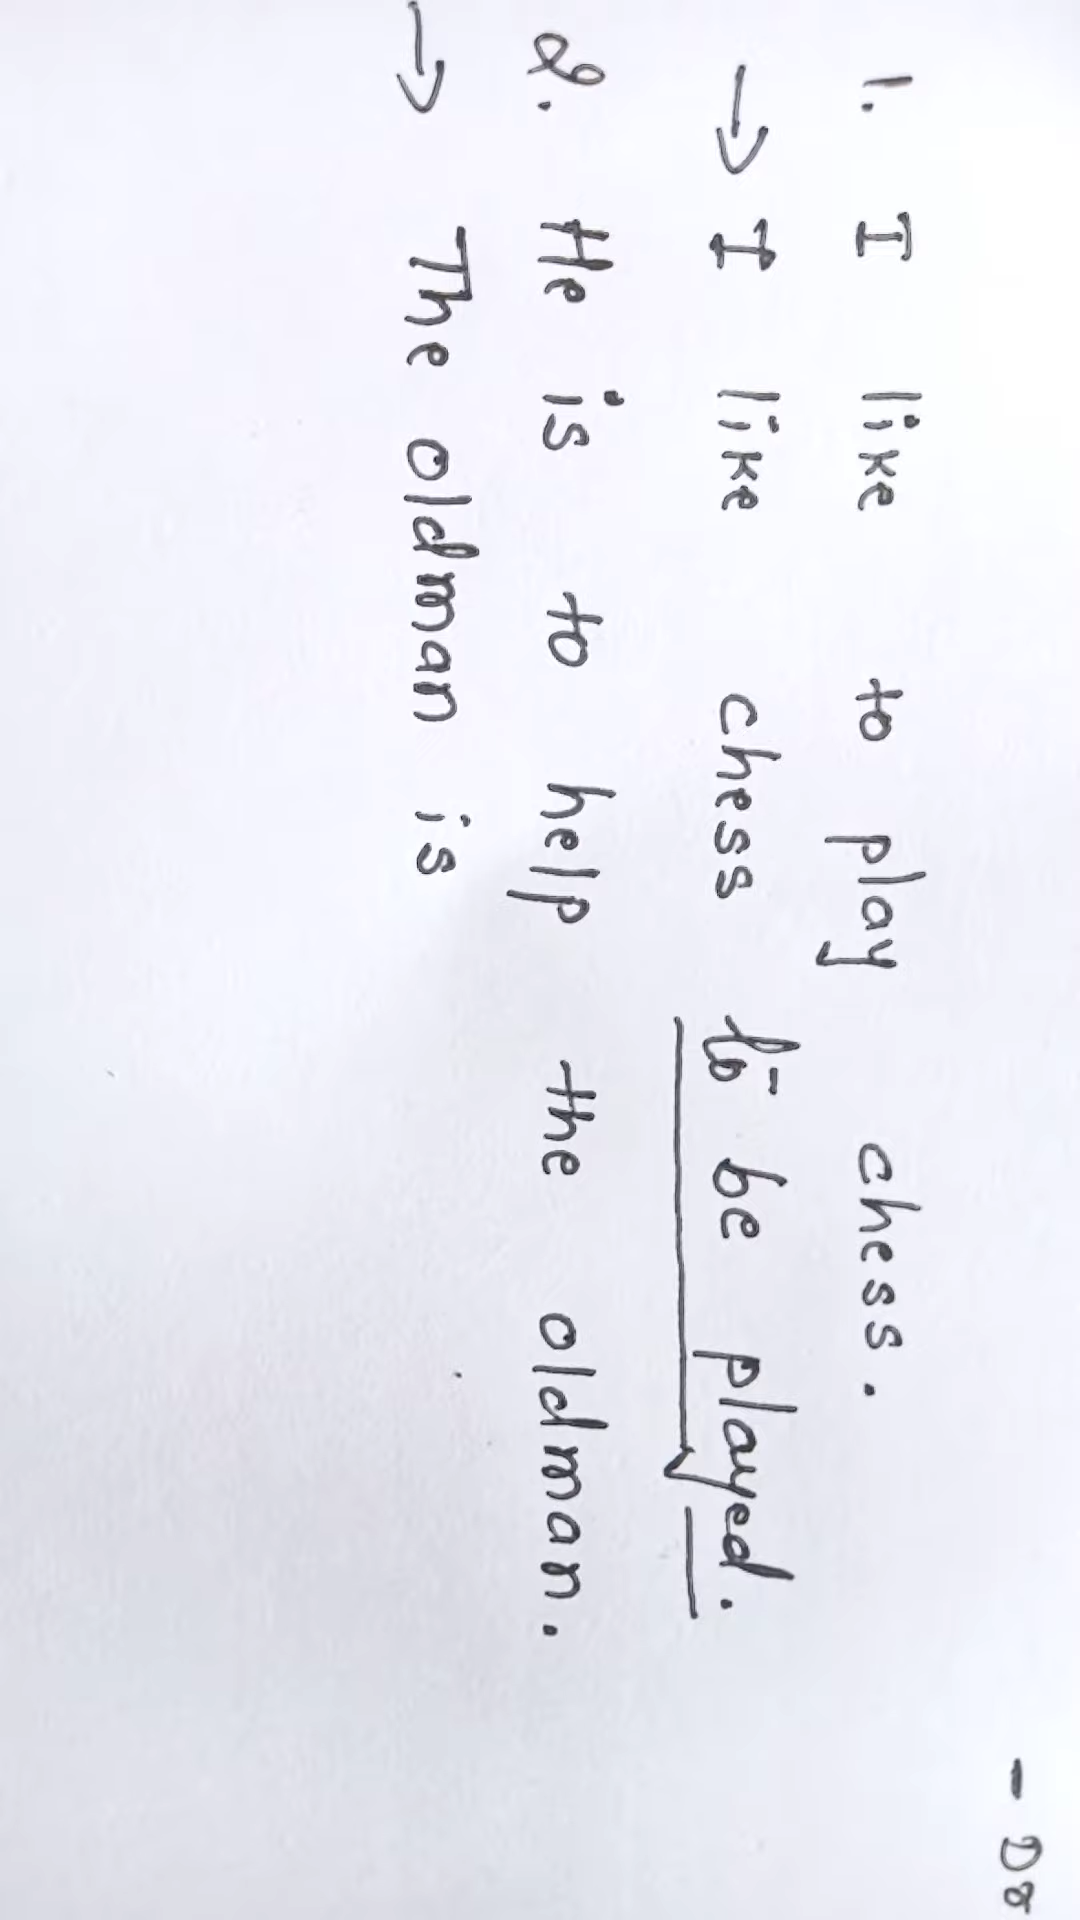 - D8
1. I like to play chess.
→ I like chess to be played.
2. He is to help the oldman.
→ The oldman is